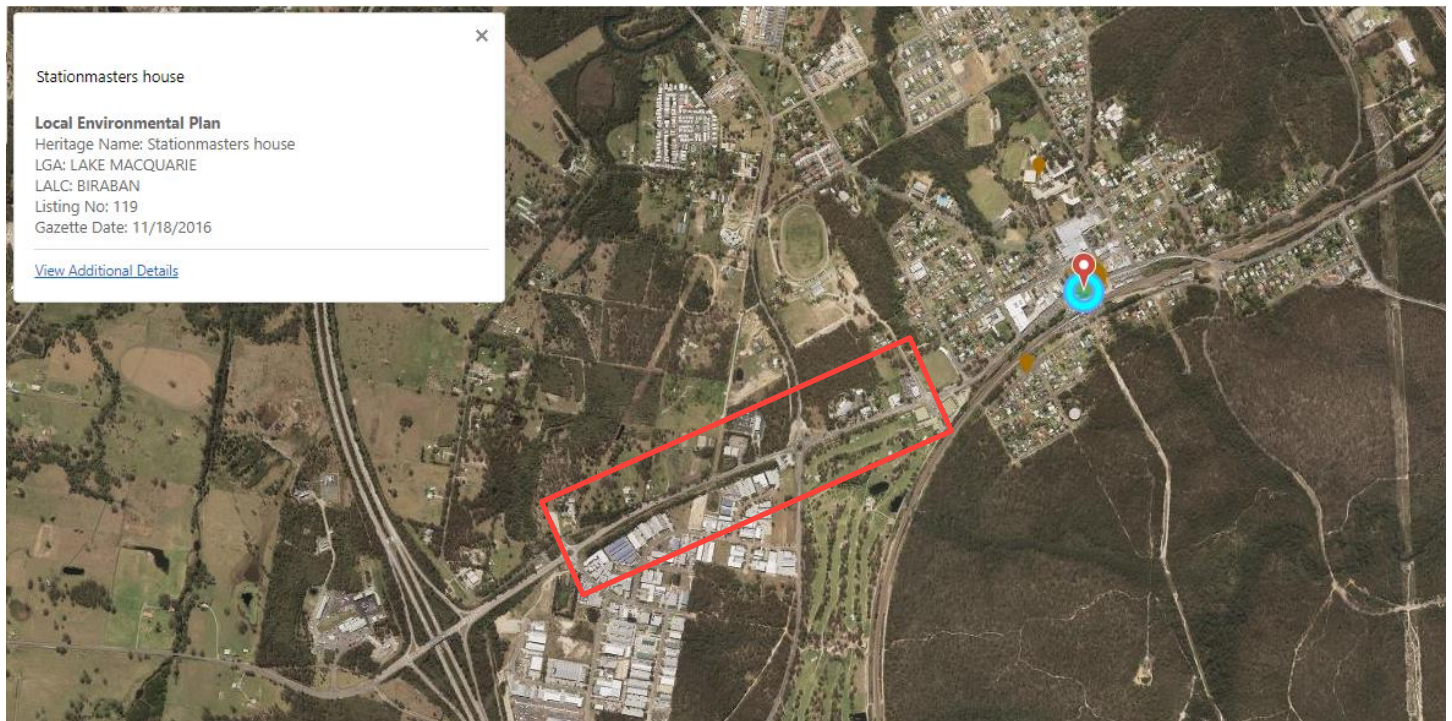 ×
Stationmasters house
Local Environmental Plan
Heritage Name: Stationmasters house
LGA: LAKE MACQUARIE
LALC: BIRABAN
Listing No: 119
Gazette Date: 11/18/2016
View Additional Details